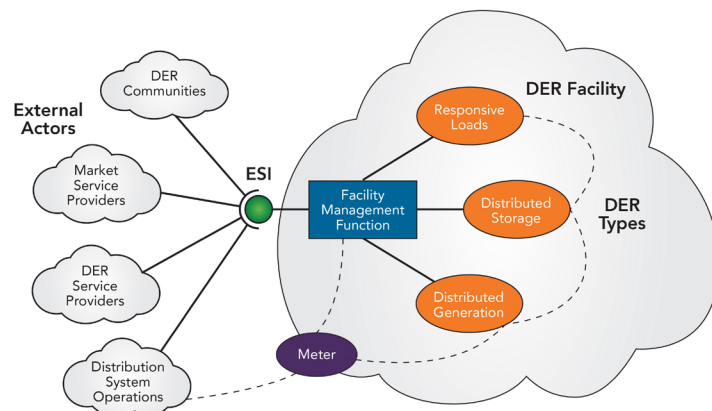 DER
Communities
External
Actors
Market
Service
Providers
DER
Service
Providers
Distribution
System
Operations
ESI
Facility
Management
Function
Meter
DER Facility
Responsive
Loads
Distributed
Storage
DER
Types
Distributed
Generation